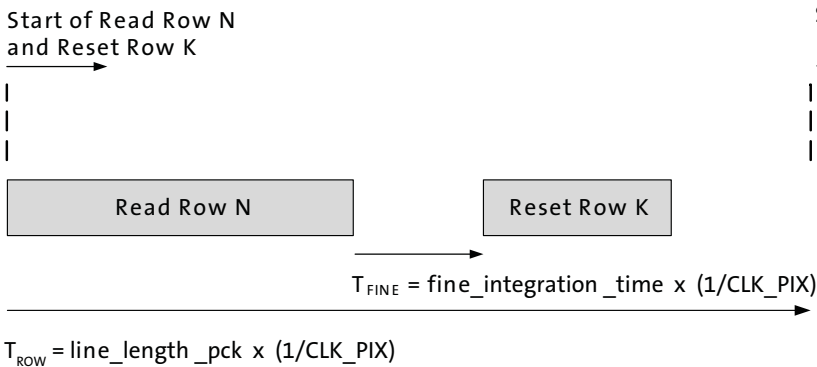 Start of Read Row N
and Reset Row K
Read Row N
Reset Row K
T_FINE = fine_integration _time x (1/CLK_PIX)
T_ROW = line_length _pck x (1/CLK_PIX)